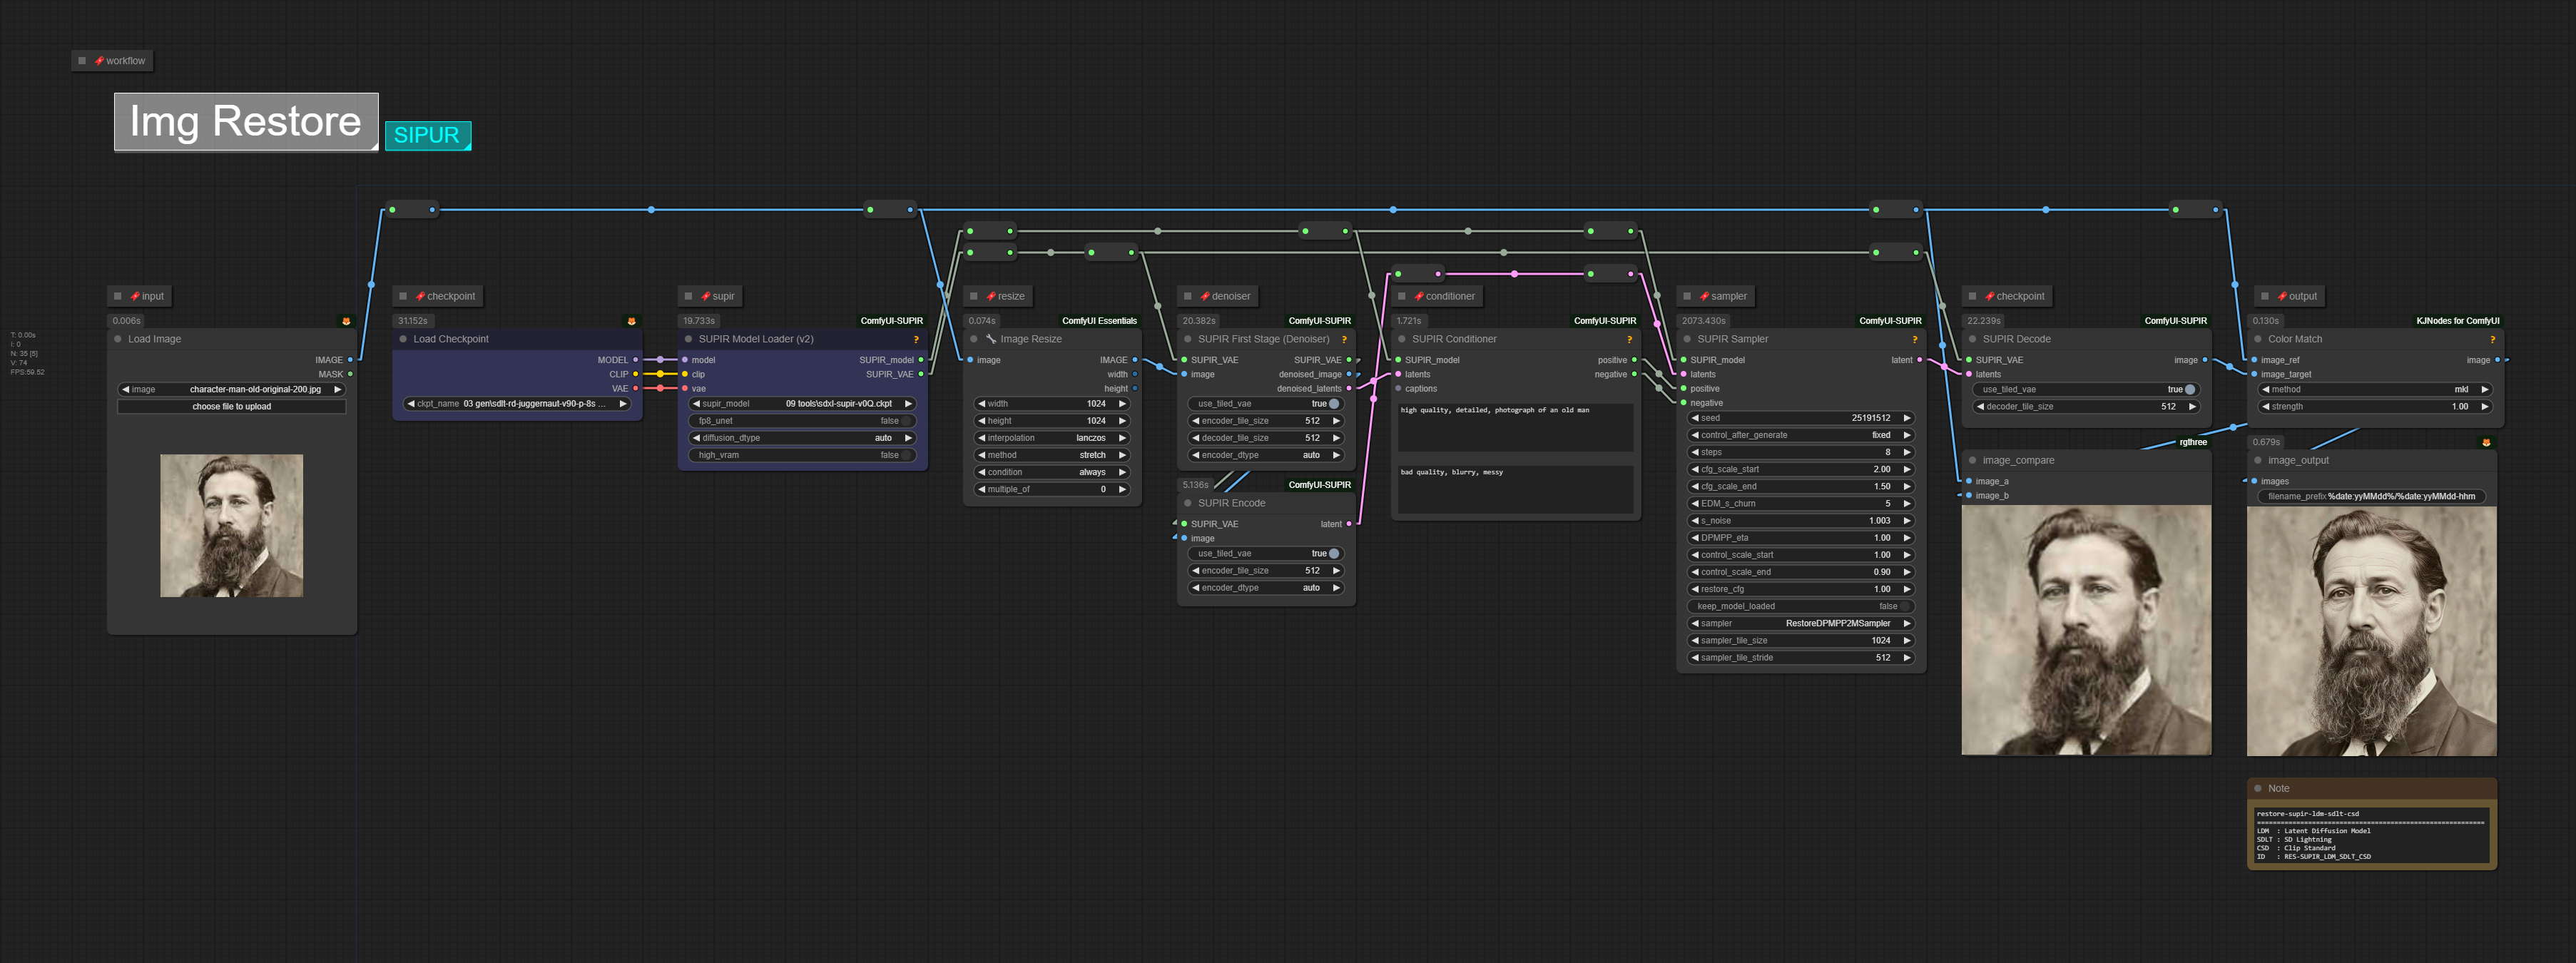 workflow
Img Restore
SIPUR
T: 0.00s
I: 0
N: 35 [5]
V: 74
FPS:59.52
input
0.006s
Load Image
IMAGE
MASK
image character-man-old-original-200.jpg
choose file to upload
checkpoint
31.152s
Load Checkpoint
MODEL
CLIP
VAE
ckpt_name 03 gen\sdlt-rd-juggernaut-v90-p-8s ...
supir
19.733s ComfyUI-SUPIR
SUPIR Model Loader (v2) ?
model SUPIR_model
clip SUPIR_VAE
vae
supir_model 09 tools\sdxl-supir-v0Q.ckpt
fp8_unet false
diffusion_dtype auto
high_vram false
resize
0.074s ComfyUI Essentials
Image Resize
image IMAGE
width
height
width 1024
height 1024
interpolation lanczos
method stretch
condition always
multiple_of 0
denoiser
20.382s ComfyUI-SUPIR
SUPIR First Stage (Denoiser) ?
SUPIR_VAE SUPIR_VAE
image denoised_image
denoised_latents
use_tiled_vae true
encoder_tile_size 512
decoder_tile_size 512
encoder_dtype auto
5.136s ComfyUI-SUPIR
SUPIR Encode
SUPIR_VAE latent
image
use_tiled_vae true
encoder_tile_size 512
encoder_dtype auto
conditioner
1.721s ComfyUI-SUPIR
SUPIR Conditioner ?
SUPIR_model positive
latents negative
captions
high quality, detailed, photograph of an old man
bad quality, blurry, messy
sampler
2073.430s ComfyUI-SUPIR
SUPIR Sampler ?
SUPIR_model latent
latents
positive
negative
seed 25191512
control_after_generate fixed
steps 8
cfg_scale_start 2.00
cfg_scale_end 1.50
EDM_s_churn 5
s_noise 1.003
DPMPP_eta 1.00
control_scale_start 1.00
control_scale_end 0.90
restore_cfg 1.00
keep_model_loaded false
sampler RestoreDPMPP2MSampler
sampler_tile_size 1024
sampler_tile_stride 512
checkpoint
22.239s ComfyUI-SUPIR
SUPIR Decode
SUPIR_VAE image
latents
use_tiled_vae true
decoder_tile_size 512
rgthree
image_compare
image_a
image_b
output
0.130s KJNodes for ComfyUI
Color Match ?
image_ref image
image_target
method mkl
strength 1.00
0.679s
image_output
images
filename_prefix %date:yyMMdd%/%date:yyMMdd-hhm
Note
restore-supir-ldm-sdlt-csd
LDM : Latent Diffusion Model
SDLT : SD Lightning
CSD : Clip Standard
ID : RES-SUPIR_LDM_SDLT_CSD